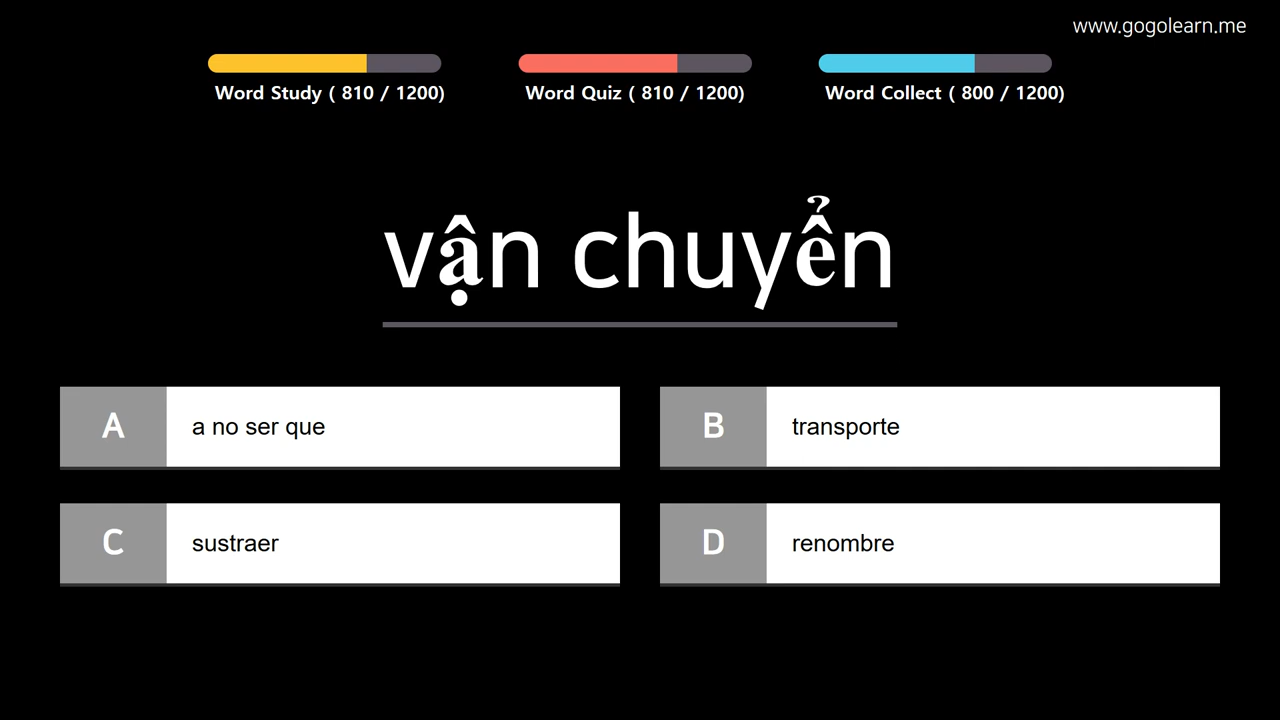 www.gogolearn.me
Word Study ( 810 / 1200)
Word Quiz ( 810 / 1200)
Word Collect ( 800 / 1200)
vận chuyển
A a no ser que
B transporte
C sustraer
D renombre